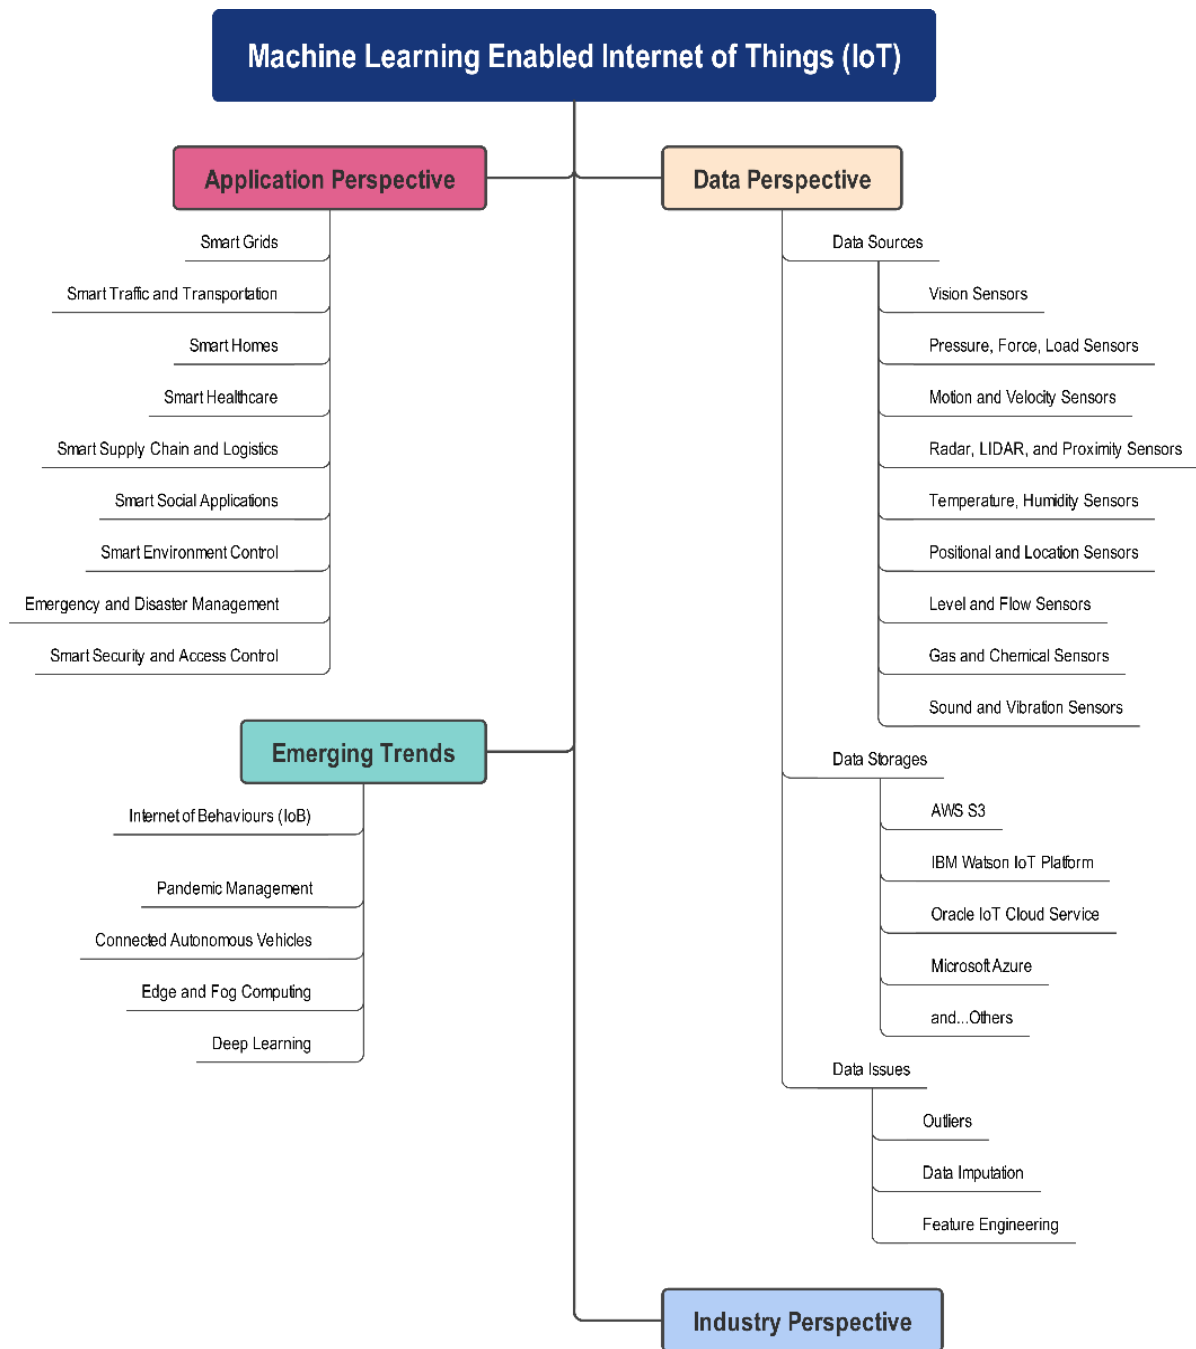 Machine Learning Enabled Internet of Things (IoT)
Application Perspective
Smart Grids
Smart Traffic and Transportation
Smart Homes
Smart Healthcare
Smart Supply Chain and Logistics
Smart Social Applications
Smart Environment Control
Emergency and Disaster Management
Smart Security and Access Control
Emerging Trends
Internet of Behaviours (IoB)
Pandemic Management
Connected Autonomous Vehicles
Edge and Fog Computing
Deep Learning
Data Perspective
Data Sources
Vision Sensors
Pressure, Force, Load Sensors
Motion and Velocity Sensors
Radar, LIDAR, and Proximity Sensors
Temperature, Humidity Sensors
Positional and Location Sensors
Level and Flow Sensors
Gas and Chemical Sensors
Sound and Vibration Sensors
Data Storages
AWS S3
IBM Watson IoT Platform
Oracle IoT Cloud Service
Microsoft Azure
and...Others
Data Issues
Outliers
Data Imputation
Feature Engineering
Industry Perspective